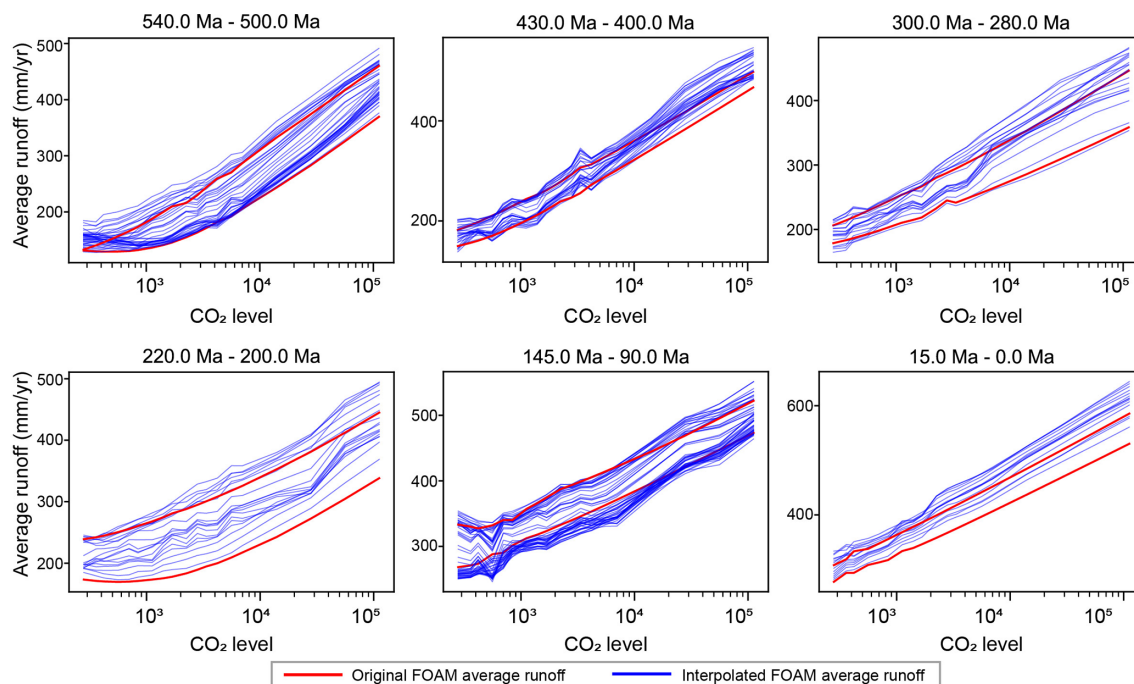 540.0 Ma - 500.0 Ma
430.0 Ma - 400.0 Ma
300.0 Ma - 280.0 Ma
Average runoff (mm/yr)
500
400
300
200
10³
10⁴
10⁵
CO₂ level
400
200
10³
10⁴
10⁵
CO₂ level
400
300
200
10³
10⁴
10⁵
CO₂ level
220.0 Ma - 200.0 Ma
145.0 Ma - 90.0 Ma
15.0 Ma - 0.0 Ma
Average runoff (mm/yr)
500
400
300
200
10³
10⁴
10⁵
CO₂ level
500
400
300
10³
10⁴
10⁵
CO₂ level
600
400
10³
10⁴
10⁵
CO₂ level
Original FOAM average runoff
Interpolated FOAM average runoff